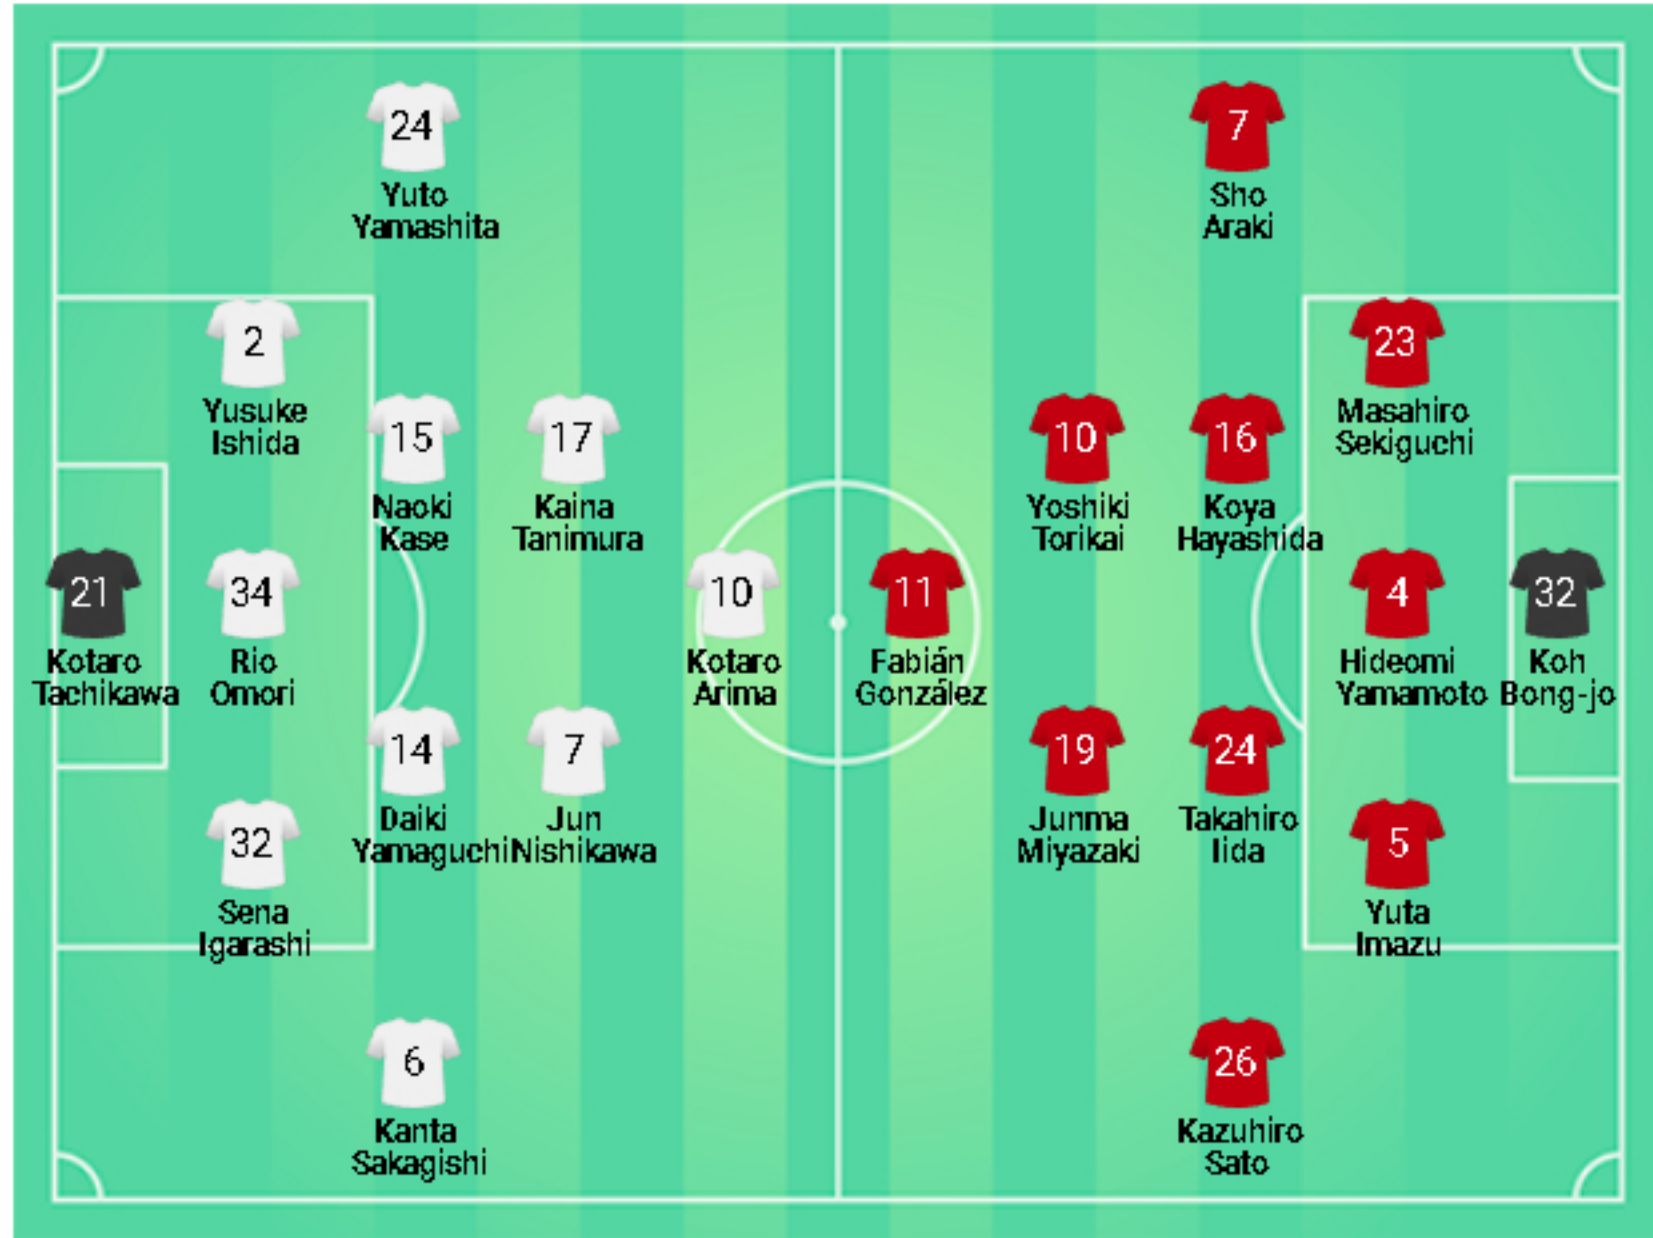 24
Yuto
Yamashita
7
Sho
Araki
2
Yusuke
Ishida
23
Masahiro
Sekiguchi
15
Naoki
Kase
17
Kaina
Tanimura
10
Yoshiki
Torikai
16
Koya
Hayashida
21
Kotaro
Tachikawa
34
Rio
Omori
10
Kotaro
Arima
11
Fabián
González
4
Hideomi
Yamamoto
32
Koh
Bong-jo
14
Daiki
Yamaguchi
7
Jun
Nishikawa
19
Junma
Miyazaki
24
Takahiro
Iida
32
Sena
Igarashi
5
Yuta
Imazu
6
Kanta
Sakagishi
26
Kazuhiro
Sato